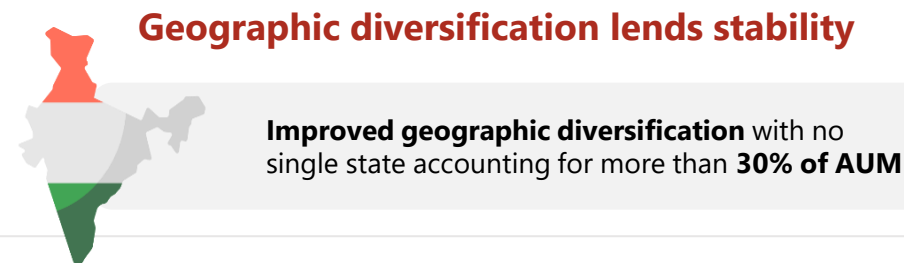 Geographic diversification lends stability
Improved geographic diversification with no
single state accounting for more than 30% of AUM